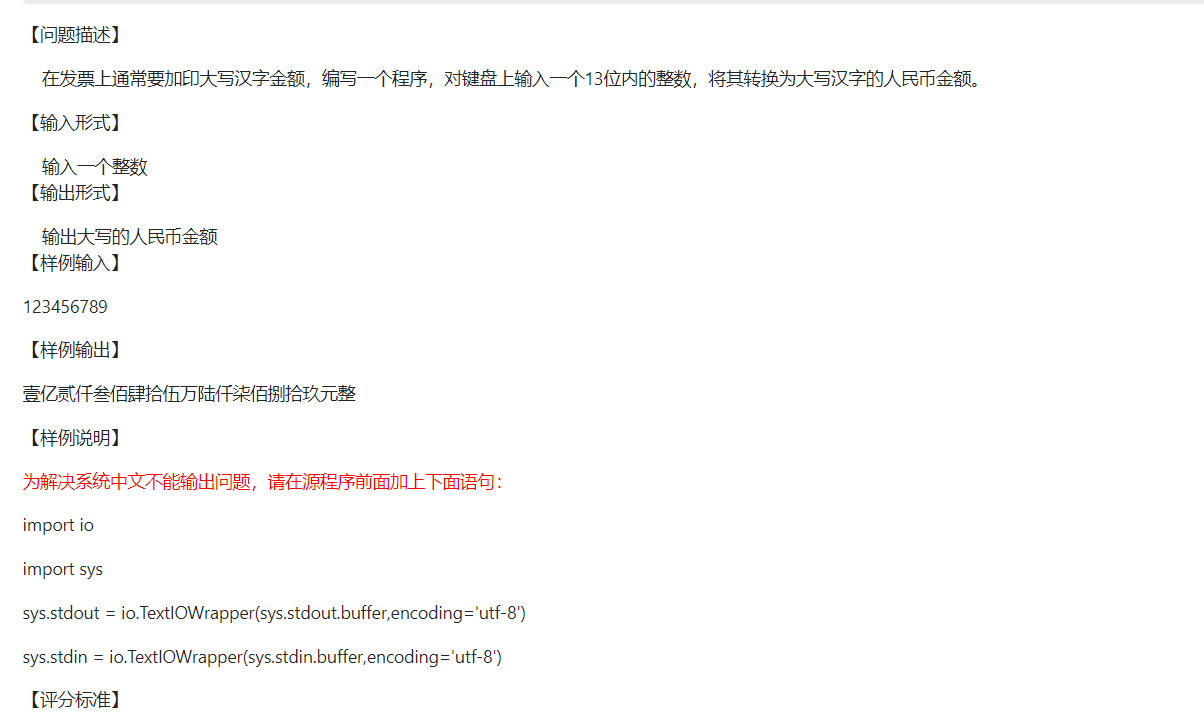 【问题描述】
在发票上通常要加印大写汉字金额，编写一个程序，对键盘上输入一个13位内的整数，将其转换为大写汉字的人民币金额。
【输入形式】
输入一个整数
【输出形式】
输出大写的人民币金额
【样例输入】
123456789
【样例输出】
壹亿贰仟叁佰肆拾伍万陆仟柒佰捌拾玖元整
【样例说明】
为解决系统中文不能输出问题，请在源程序前面加上下面语句：
import io
import sys
sys.stdout = io.TextIOWrapper(sys.stdout.buffer,encoding='utf-8')
sys.stdin = io.TextIOWrapper(sys.stdin.buffer,encoding='utf-8')
【评分标准】